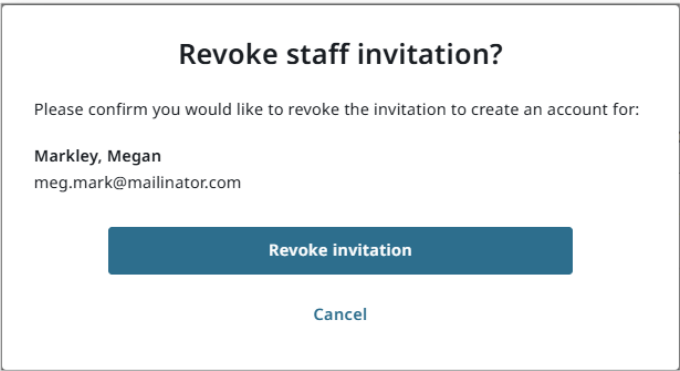 Revoke staff invitation?
Please confirm you would like to revoke the invitation to create an account for:
Markley, Megan
meg.mark@mailinator.com
Revoke invitation
Cancel